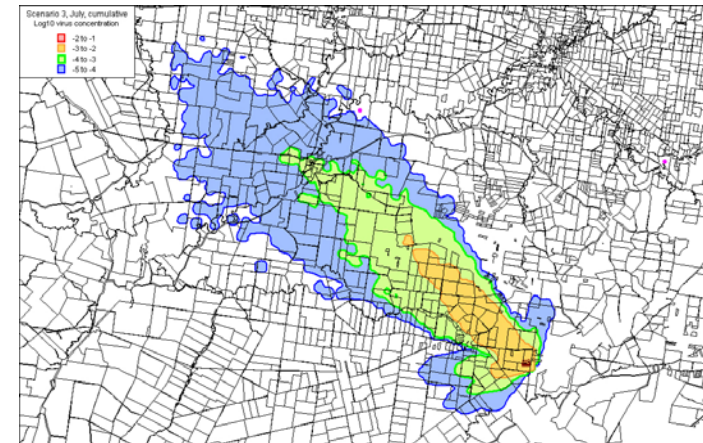 Scenario 3, July, cumulative
Log10 virus concentration
-2 to -1
-3 to -2
-4 to -3
-5 to -4